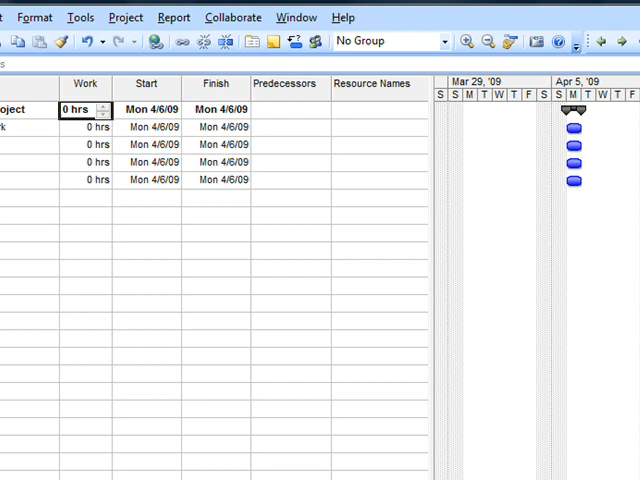 t Format Tools Project Report Collaborate Window Help
No Group
s
Work Start Finish Predecessors Resource Names Mar 29, '09 Apr 5, '09
S S M T W T F S S M T W T F
oject 0 hrs Mon 4/6/09 Mon 4/6/09
rk 0 hrs Mon 4/6/09 Mon 4/6/09
0 hrs Mon 4/6/09 Mon 4/6/09
0 hrs Mon 4/6/09 Mon 4/6/09
0 hrs Mon 4/6/09 Mon 4/6/09